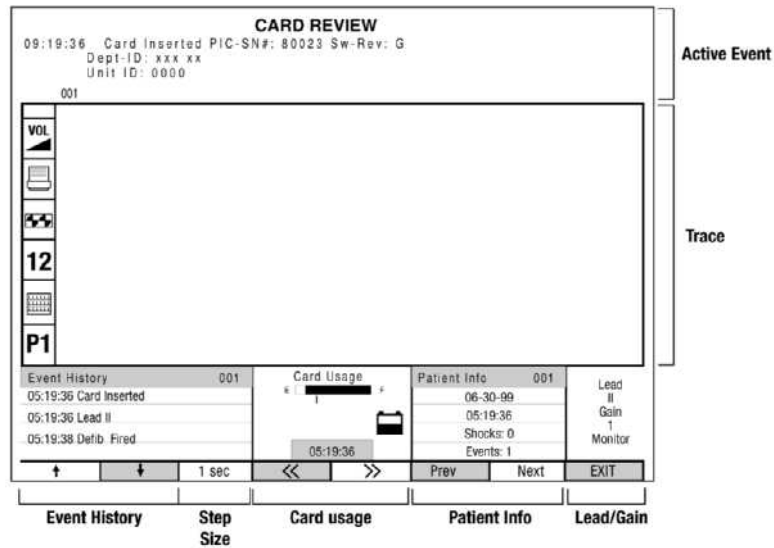 CARD REVIEW
09:19:36 Card Inserted PIC-SN#: 80023 Sw-Rev: G
Dept-ID: xxx xx
Unit ID: 0000
001
Active Event
VOL
12
P1
Trace
Event History 001
05:19:36 Card Inserted
05:19:36 Lead II
05:19:38 Defib Fired
Card Usage
E F
05:19:36
Patient Info 001
06-30-99
05:19:36
Shocks: 0
Events: 1
Lead
II
Gain
1
Monitor
1 sec
<< >>
Prev Next
EXIT
Event History
Step
Size
Card usage
Patient Info
Lead/Gain